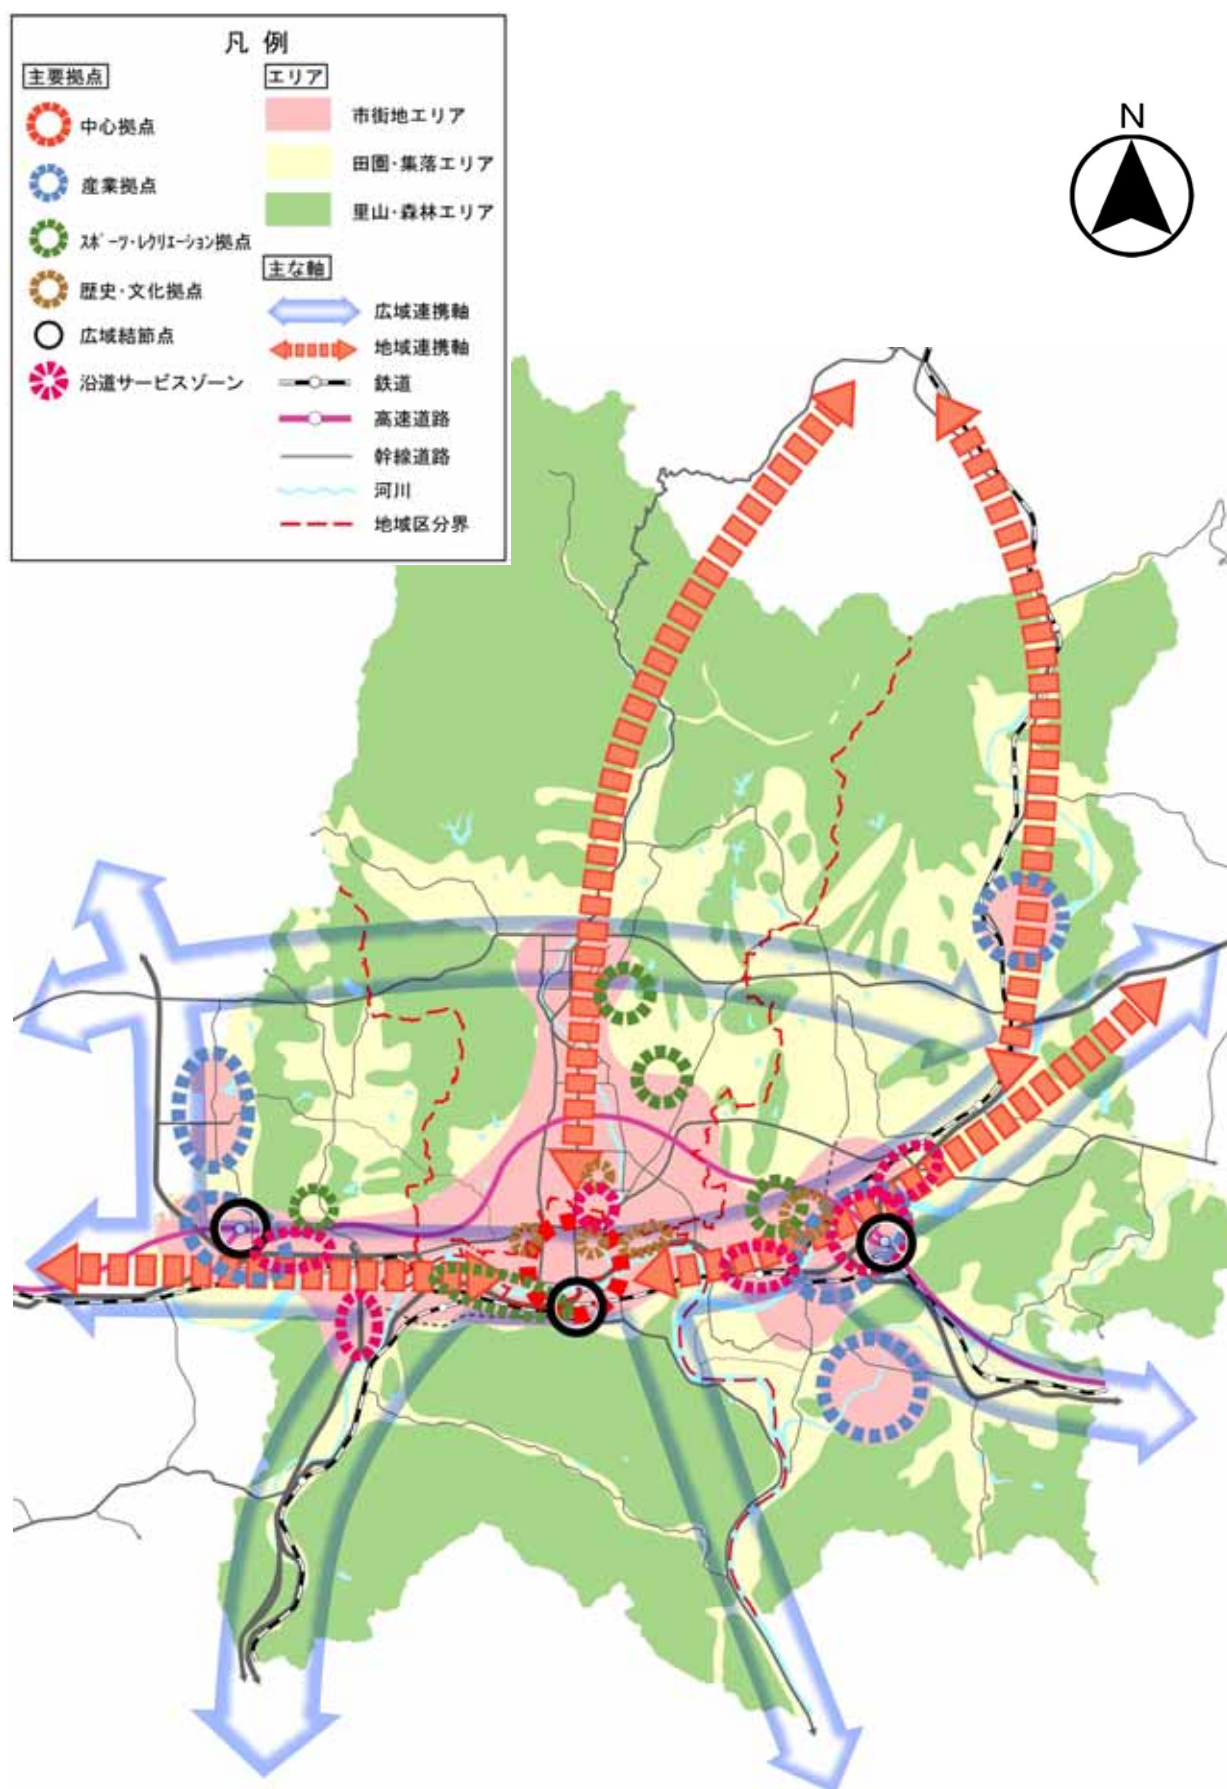 凡 例
主要拠点
中心拠点
産業拠点
ｽﾎﾟｰﾂ・ﾚｸﾘｴｰｼｮﾝ拠点
歴史・文化拠点
広域結節点
沿道サービスゾーン
エリア
市街地エリア
田園・集落エリア
里山・森林エリア
主な軸
広域連携軸
地域連携軸
鉄道
高速道路
幹線道路
河川
地域区分界
N